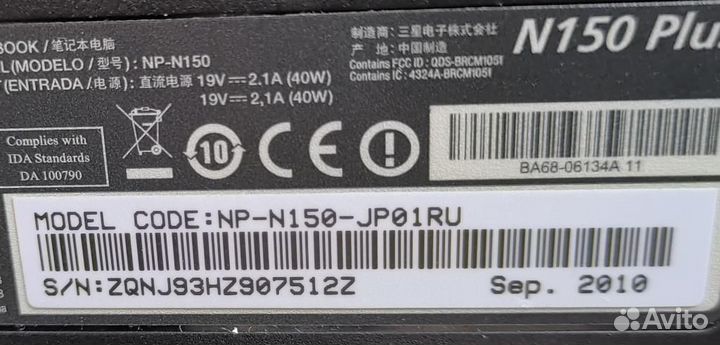 BOOK / 笔记本电脑
(MODELO / 型号): NP-N150
(ENTRADA / 电源): 直流电源 19V⎓2.1A (40W)
19V⎓2,1A (40W)
制造商: 三星电子株式会社
产 地: 中国制造
Contains FCC ID : QDS-BRCM1051
Contains IC : 4324A-BRCM1051
N150 Plu
Complies with
IDA Standards
DA 100790
10
CE
BA68-06134A 11
MODEL CODE:NP-N150-JP01RU
S/N:ZQNJ93HZ907512Z
Sep. 2010
Avito